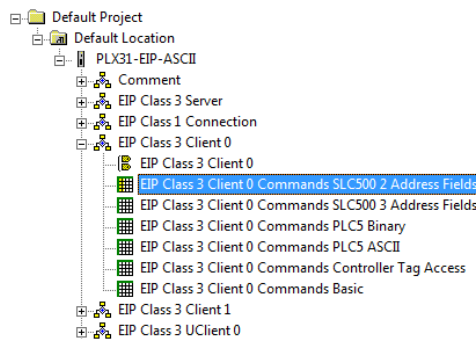 Default Project
Default Location
PLX31-EIP-ASCII
Comment
EIP Class 3 Server
EIP Class 1 Connection
EIP Class 3 Client 0
EIP Class 3 Client 0
EIP Class 3 Client 0 Commands SLC500 2 Address Fields
EIP Class 3 Client 0 Commands SLC500 3 Address Fields
EIP Class 3 Client 0 Commands PLC5 Binary
EIP Class 3 Client 0 Commands PLC5 ASCII
EIP Class 3 Client 0 Commands Controller Tag Access
EIP Class 3 Client 0 Commands Basic
EIP Class 3 Client 1
EIP Class 3 UClient 0